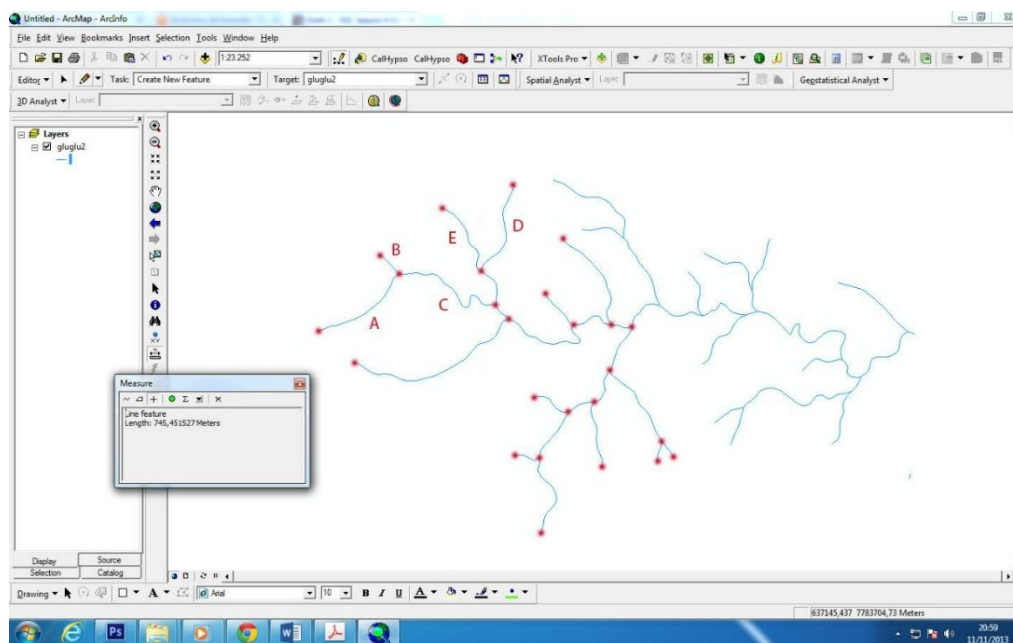 Untitled - ArcMap - ArcInfo
File Edit View Bookmarks Insert Selection Tools Window Help
1:23.252 CalHypso CalHypso XTools Pro
Editor Task: Create New Feature Target: gluglu2 Spatial Analyst Layer: Geostatistical Analyst
3D Analyst Layer:
Layers
gluglu2
D
E
B
C
A
Measure
Line feature
Length: 745,451527 Meters
Display Source
Selection Catalog
Drawing A Arial 10 B I U A
637145,437 7783704,73 Meters
Ps
20:59
11/11/2013